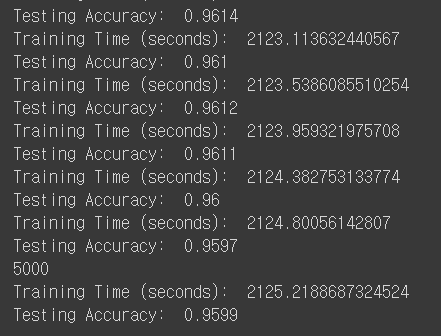 Testing Accuracy:  0.9614
Training Time (seconds):  2123.113632440567
Testing Accuracy:  0.961
Training Time (seconds):  2123.5386085510254
Testing Accuracy:  0.9612
Training Time (seconds):  2123.959321975708
Testing Accuracy:  0.9611
Training Time (seconds):  2124.382753133774
Testing Accuracy:  0.96
Training Time (seconds):  2124.80056142807
Testing Accuracy:  0.9597
5000
Training Time (seconds):  2125.2188687324524
Testing Accuracy:  0.9599